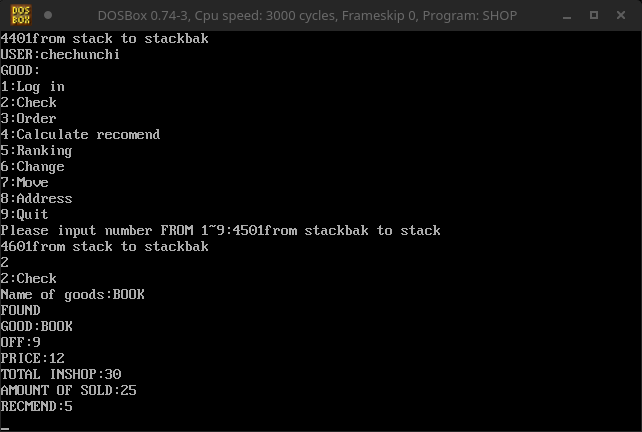 DOS
BOX
DOSBox 0.74-3, Cpu speed: 3000 cycles, Frameskip 0, Program: SHOP
4401from stack to stackbak
USER:chechunchi
GOOD:
1:Log in
2:Check
3:Order
4:Calculate recomend
5:Ranking
6:Change
7:Move
8:Address
9:Quit
Please input number FROM 1~9:4501from stackbak to stack
4601from stack to stackbak
2
2:Check
Name of goods:BOOK
FOUND
GOOD:BOOK
OFF:9
PRICE:12
TOTAL INSHOP:30
AMOUNT OF SOLD:25
RECMEND:5
_